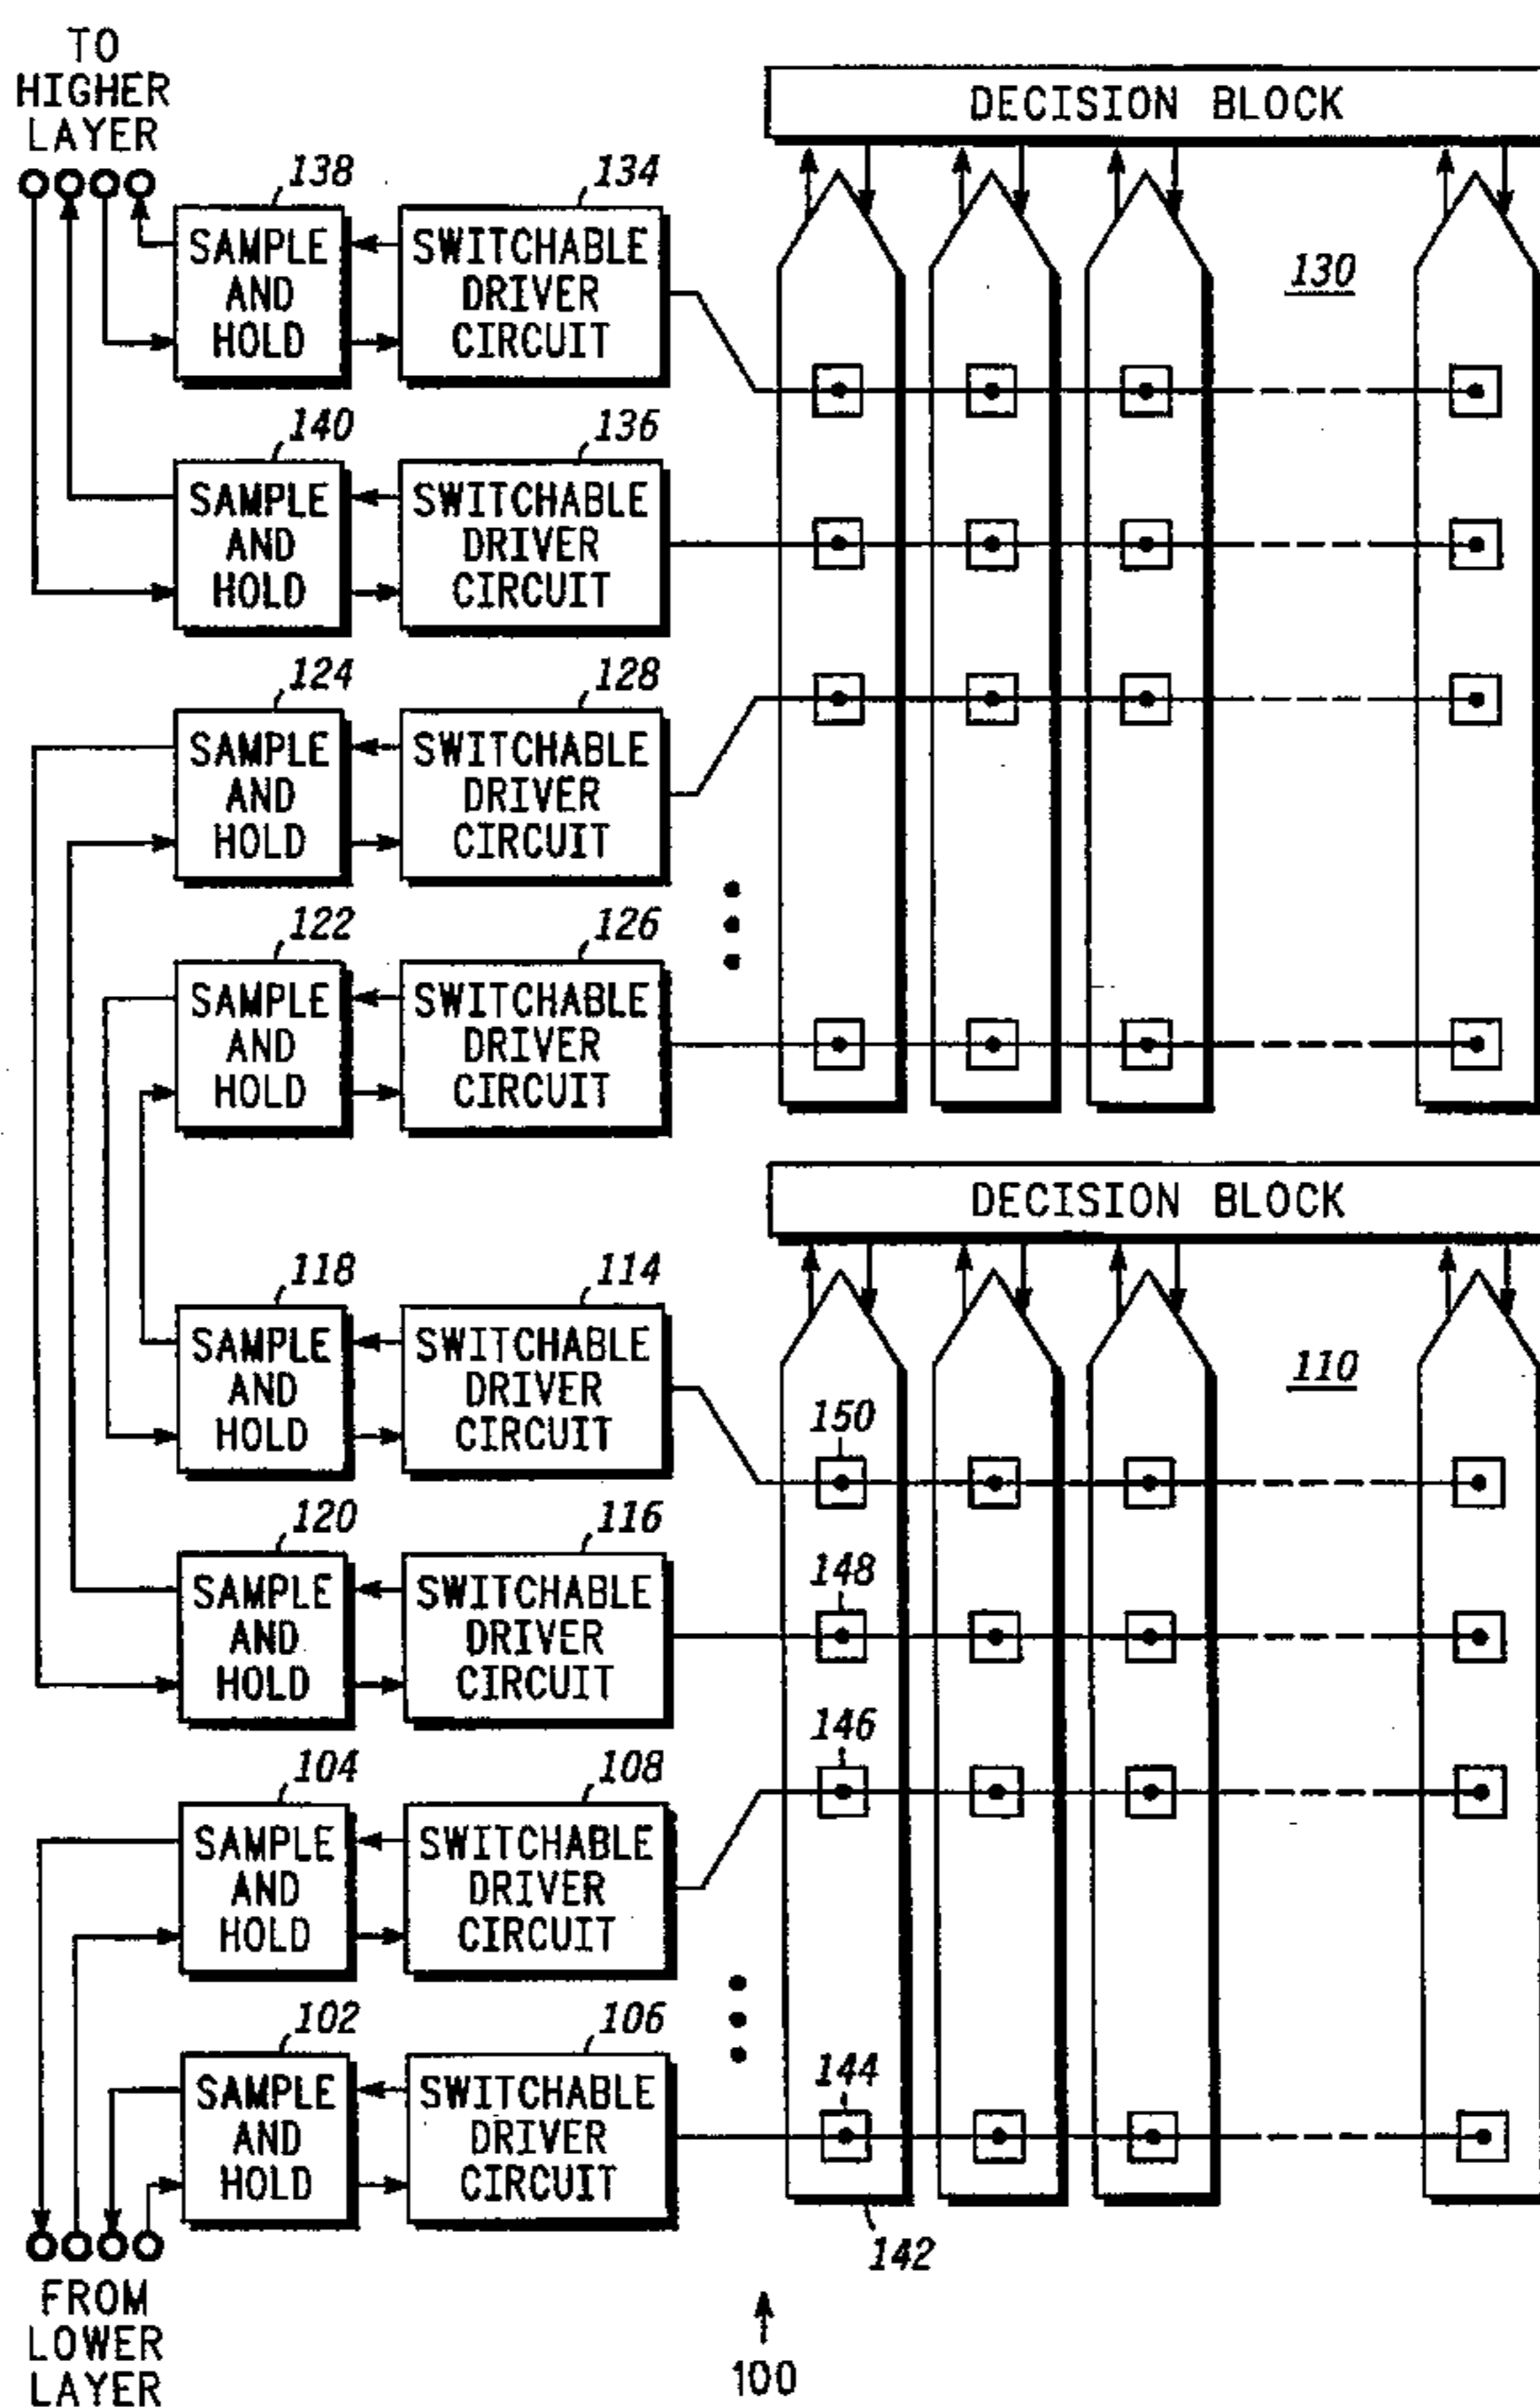 TO
HIGHER
LAYER
DECISION BLOCK
138
134
SAMPLE
AND
HOLD
SWITCHABLE
DRIVER
CIRCUIT
130
140
136
SAMPLE
AND
HOLD
SWITCHABLE
DRIVER
CIRCUIT
124
128
SAMPLE
AND
HOLD
SWITCHABLE
DRIVER
CIRCUIT
122
126
SAMPLE
AND
HOLD
SWITCHABLE
DRIVER
CIRCUIT
DECISION BLOCK
118
114
SAMPLE
AND
HOLD
SWITCHABLE
DRIVER
CIRCUIT
110
150
120
116
SAMPLE
AND
HOLD
SWITCHABLE
DRIVER
CIRCUIT
148
146
104
108
SAMPLE
AND
HOLD
SWITCHABLE
DRIVER
CIRCUIT
102
106
SAMPLE
AND
HOLD
SWITCHABLE
DRIVER
CIRCUIT
144
142
FROM
LOWER
LAYER
100